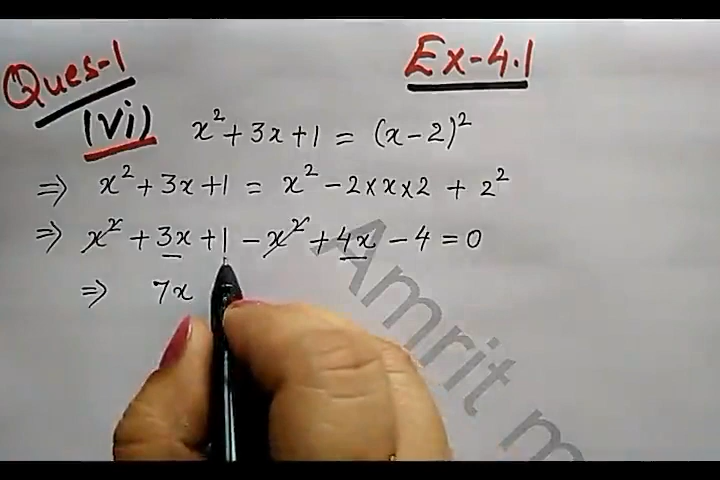 Ques-1
Ex-4.1
(vi) x² + 3x + 1 = (x - 2)²
⇒ x² + 3x + 1 = x² - 2 × x × 2 + 2²
⇒ x² + 3x + 1 - x² + 4x - 4 = 0
⇒ 7x
Amrit